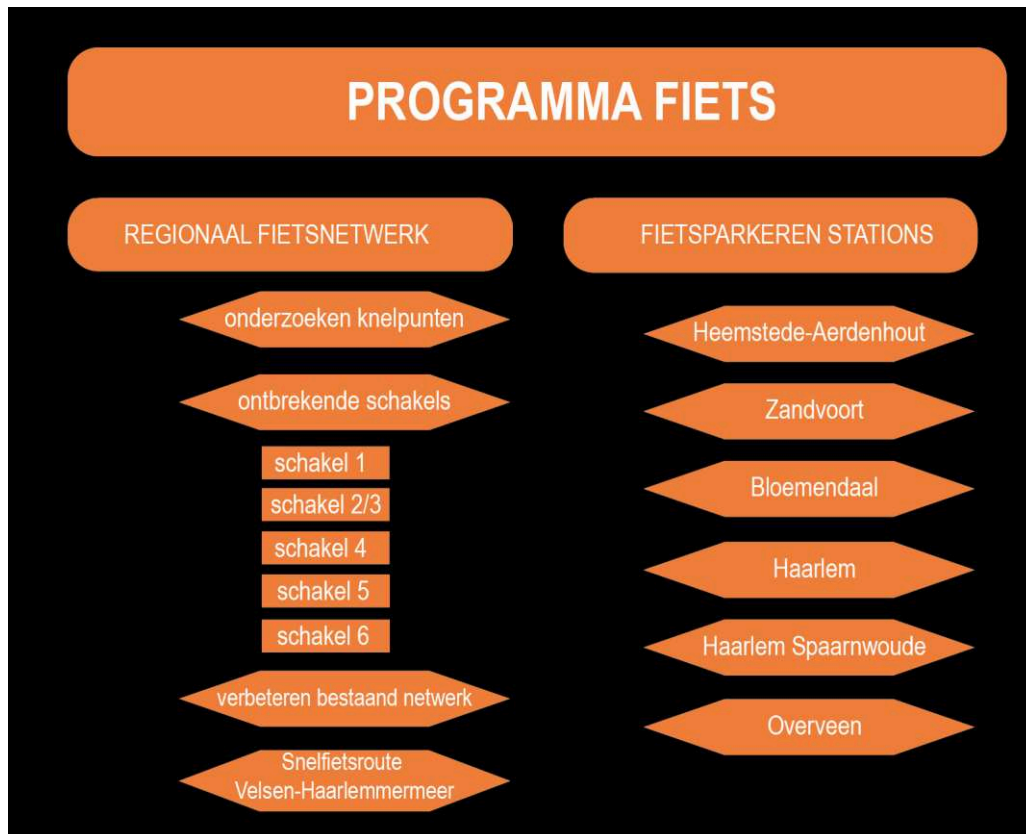 PROGRAMMA FIETS
REGIONAAL FIETSNETWERK
onderzoeken knelpunten
ontbrekende schakels
schakel 1
schakel 2/3
schakel 4
schakel 5
schakel 6
verbeteren bestaand netwerk
Snelfietsroute
Velsen-Haarlemmermeer
FIETSPARKEREN STATIONS
Heemstede-Aerdenhout
Zandvoort
Bloemendaal
Haarlem
Haarlem Spaarnwoude
Overveen